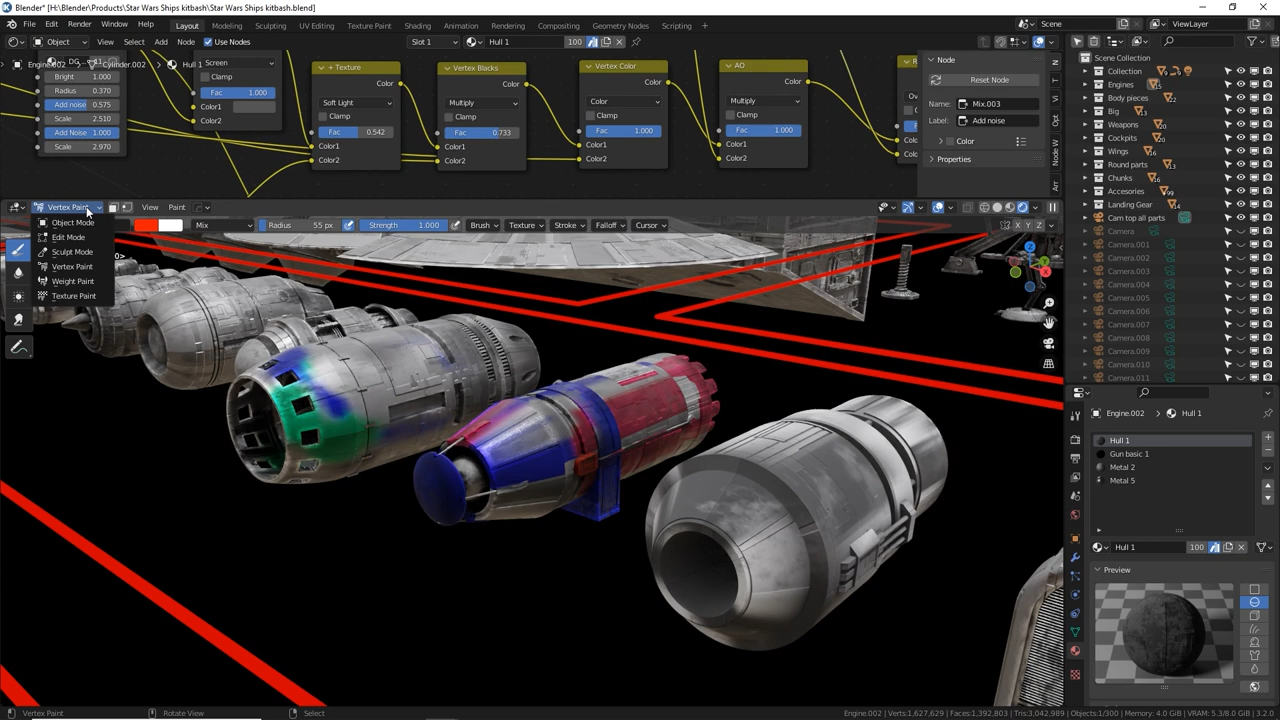 Blender* [H:\Blender\Products\Star Wars Ships kitbash\Star Wars Ships kitbash.blend]
File Edit Render Window Help Layout Modeling Sculpting UV Editing Texture Paint Shading Animation Rendering Compositing Geometry Nodes Scripting + Scene ViewLayer
Object View Select Add Node Use Nodes Slot 1 Hull 1 100
Hull 1
Bright 1.000
Radius 0.370
Add noise 0.575
Scale 2.510
Add Noise 1.000
Scale 2.970
Screen
Clamp
Fac 1.000
Color1
Color2
+ Texture
Color
Soft Light
Clamp
Fac 0.542
Color1
Color2
Vertex Blacks
Color
Multiply
Clamp
Fac 0.733
Color1
Color2
Vertex Color
Color
Color
Clamp
Fac 1.000
Color1
Color2
AO
Color
Multiply
Clamp
Fac 1.000
Color1
Color2
Node
Reset Node
Name: Mix.003
Label: Add noise
Color
Properties
Scene Collection
Collection
Engines
Body pieces
Big
Weapons
Cockpits
Wings
Round parts
Chunks
Accesories
Landing Gear
Cam top all parts
Camera
Camera.001
Camera.002
Camera.003
Camera.004
Camera.005
Camera.006
Camera.007
Camera.008
Camera.009
Camera.010
Camera.011
Vertex Paint View Paint
Object Mode
Edit Mode
Sculpt Mode
Vertex Paint
Weight Paint
Texture Paint
Mix Radius 55 px Strength 1.000 Brush Texture Stroke Falloff Cursor X Y Z
Engine.002 > Hull 1
Hull 1
Gun basic 1
Metal 2
Metal 5
Hull 1 100
Preview
Vertex Paint Rotate View Select Engine.002 | Verts:1,627,629 | Faces:1,392,803 | Tris:3,042,989 | Objects:1/300 | Memory: 4.0 GiB | VRAM: 5.3/8.0 GiB | 3.2.0